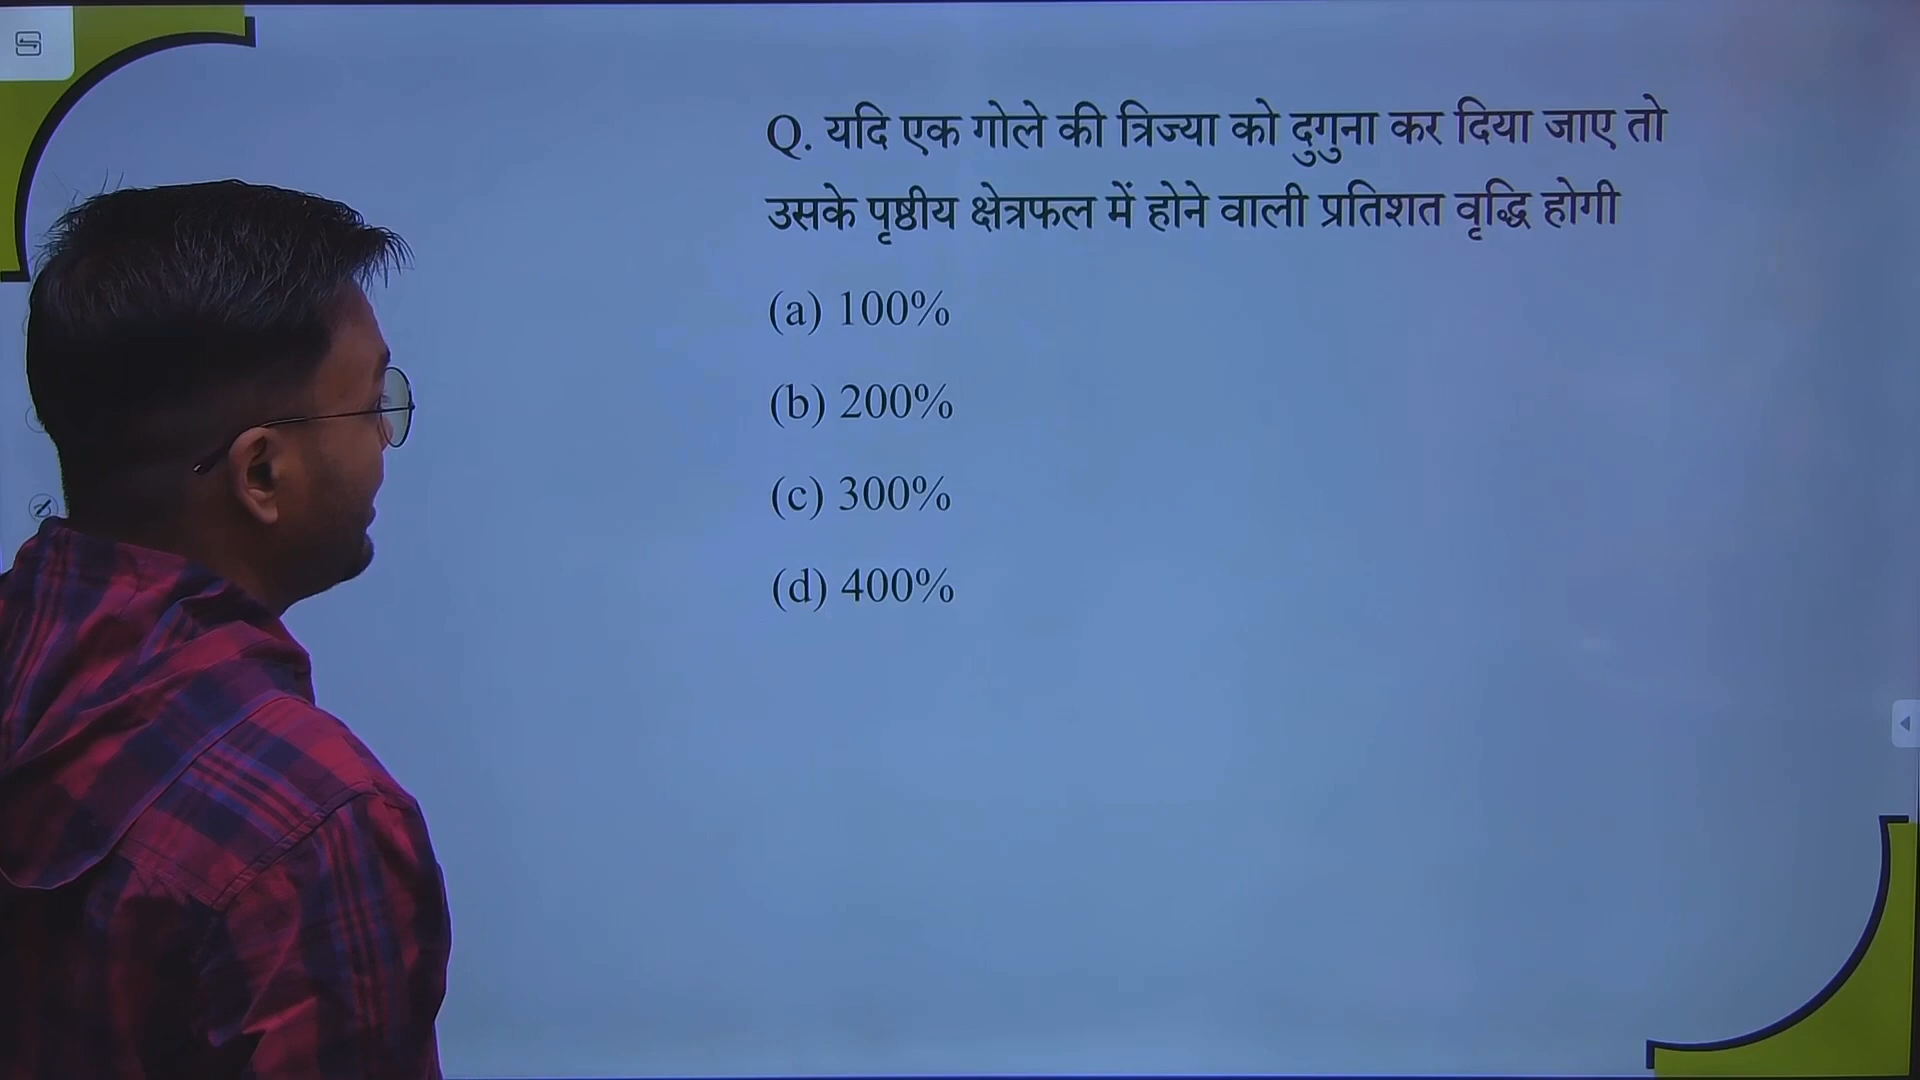 Q. यदि एक गोले की त्रिज्या को दुगुना कर दिया जाए तो
उसके पृष्ठीय क्षेत्रफल में होने वाली प्रतिशत वृद्धि होगी
(a) 100%
(b) 200%
(c) 300%
(d) 400%